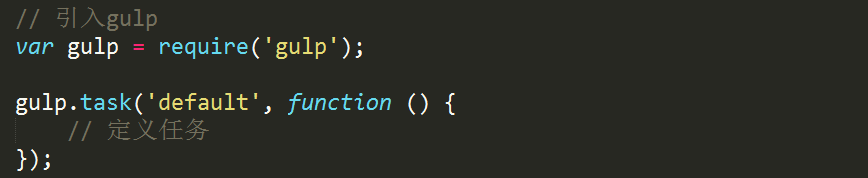 // 引入gulp
var gulp = require('gulp');
gulp.task('default', function () {
// 定义任务
});